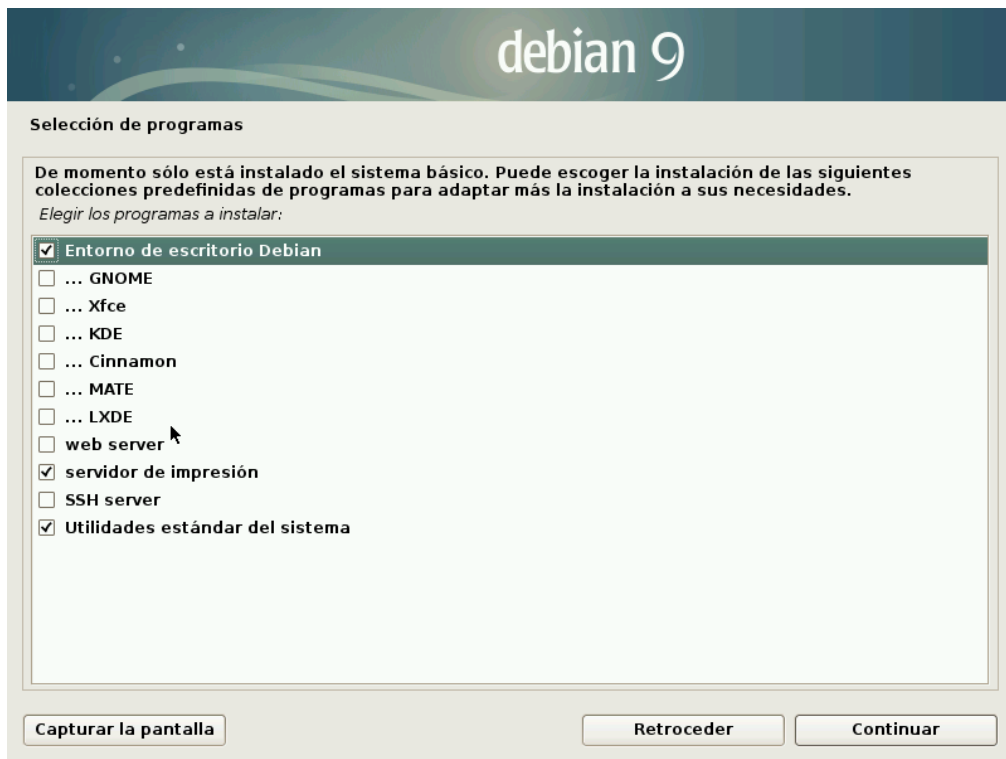 debian 9
Selección de programas
De momento sólo está instalado el sistema básico. Puede escoger la instalación de las siguientes
colecciones predefinidas de programas para adaptar más la instalación a sus necesidades.
Elegir los programas a instalar:
Entorno de escritorio Debian
... GNOME
... Xfce
... KDE
... Cinnamon
... MATE
... LXDE
web server
servidor de impresión
SSH server
Utilidades estándar del sistema
Capturar la pantalla
Retroceder
Continuar